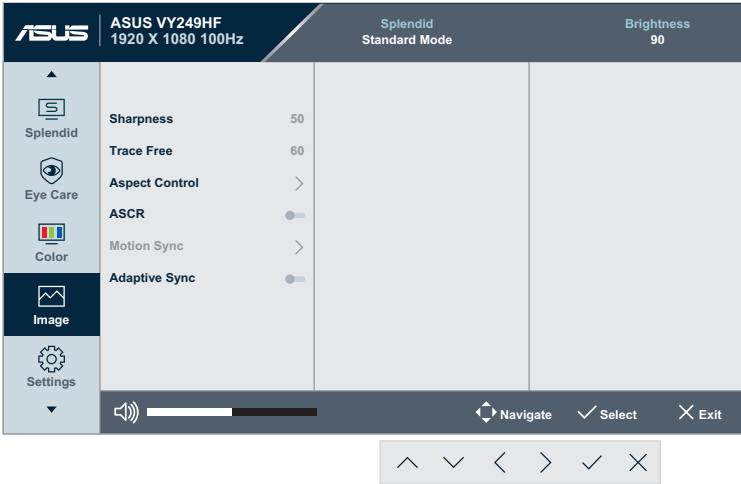 ASUS
ASUS VY249HF
1920 X 1080 100Hz
Splendid
Standard Mode
Brightness
90
Splendid
Eye Care
Color
Image
Settings
Sharpness 50
Trace Free 60
Aspect Control
ASCR
Motion Sync
Adaptive Sync
Navigate
Select
Exit